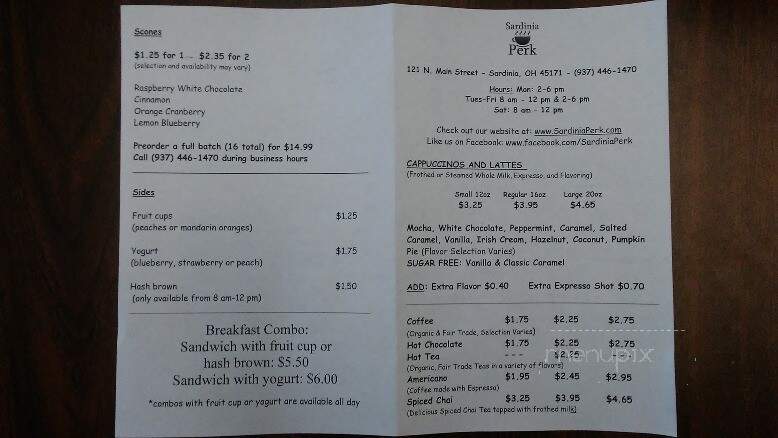 Scones
$1.25 for 1 — $2.35 for 2
(selection and availability may vary)
Raspberry White Chocolate
Cinnamon
Orange Cranberry
Lemon Blueberry
Preorder a full batch (16 total) for $14.99
Call (937) 446-1470 during business hours
Sides
Fruit cups $1.25
(peaches or mandarin oranges)
Yogurt $1.75
(blueberry, strawberry or peach)
Hash brown $1.50
(only available from 8 am-12 pm)
Breakfast Combo:
Sandwich with fruit cup or
hash brown: $5.50
Sandwich with yogurt: $6.00
*combos with fruit cup or yogurt are available all day
Sardinia
Perk
121 N. Main Street - Sardinia, OH 45171 - (937) 446-1470
Hours: Mon: 2-6 pm
Tues-Fri 8 am - 12 pm & 2-6 pm
Sat: 8 am - 12 pm
Check out our website at: www.SardiniaPerk.com
Like us on Facebook: www.facebook.com/SardiniaPerk
CAPPUCCINOS AND LATTES
(Frothed or Steamed Whole Milk, Expresso, and Flavoring)
Small 12oz Regular 16oz Large 20oz
$3.25 $3.95 $4.65
Mocha, White Chocolate, Peppermint, Caramel, Salted
Caramel, Vanilla, Irish Cream, Hazelnut, Coconut, Pumpkin
Pie (Flavor Selection Varies)
SUGAR FREE: Vanilla & Classic Caramel
ADD: Extra Flavor $0.40 Extra Expresso Shot $0.70
Coffee $1.75 $2.25 $2.75
(Organic & Fair Trade, Selection Varies)
Hot Chocolate $1.75 $2.25 $2.75
Hot Tea --- $2.25
(Organic, Fair Trade Teas in a variety of flavors)
Americano $1.95 $2.45 $2.95
(Coffee made with Espresso)
Spiced Chai $3.25 $3.95 $4.65
(Delicious Spiced Chai Tea topped with frothed milk)
menupix